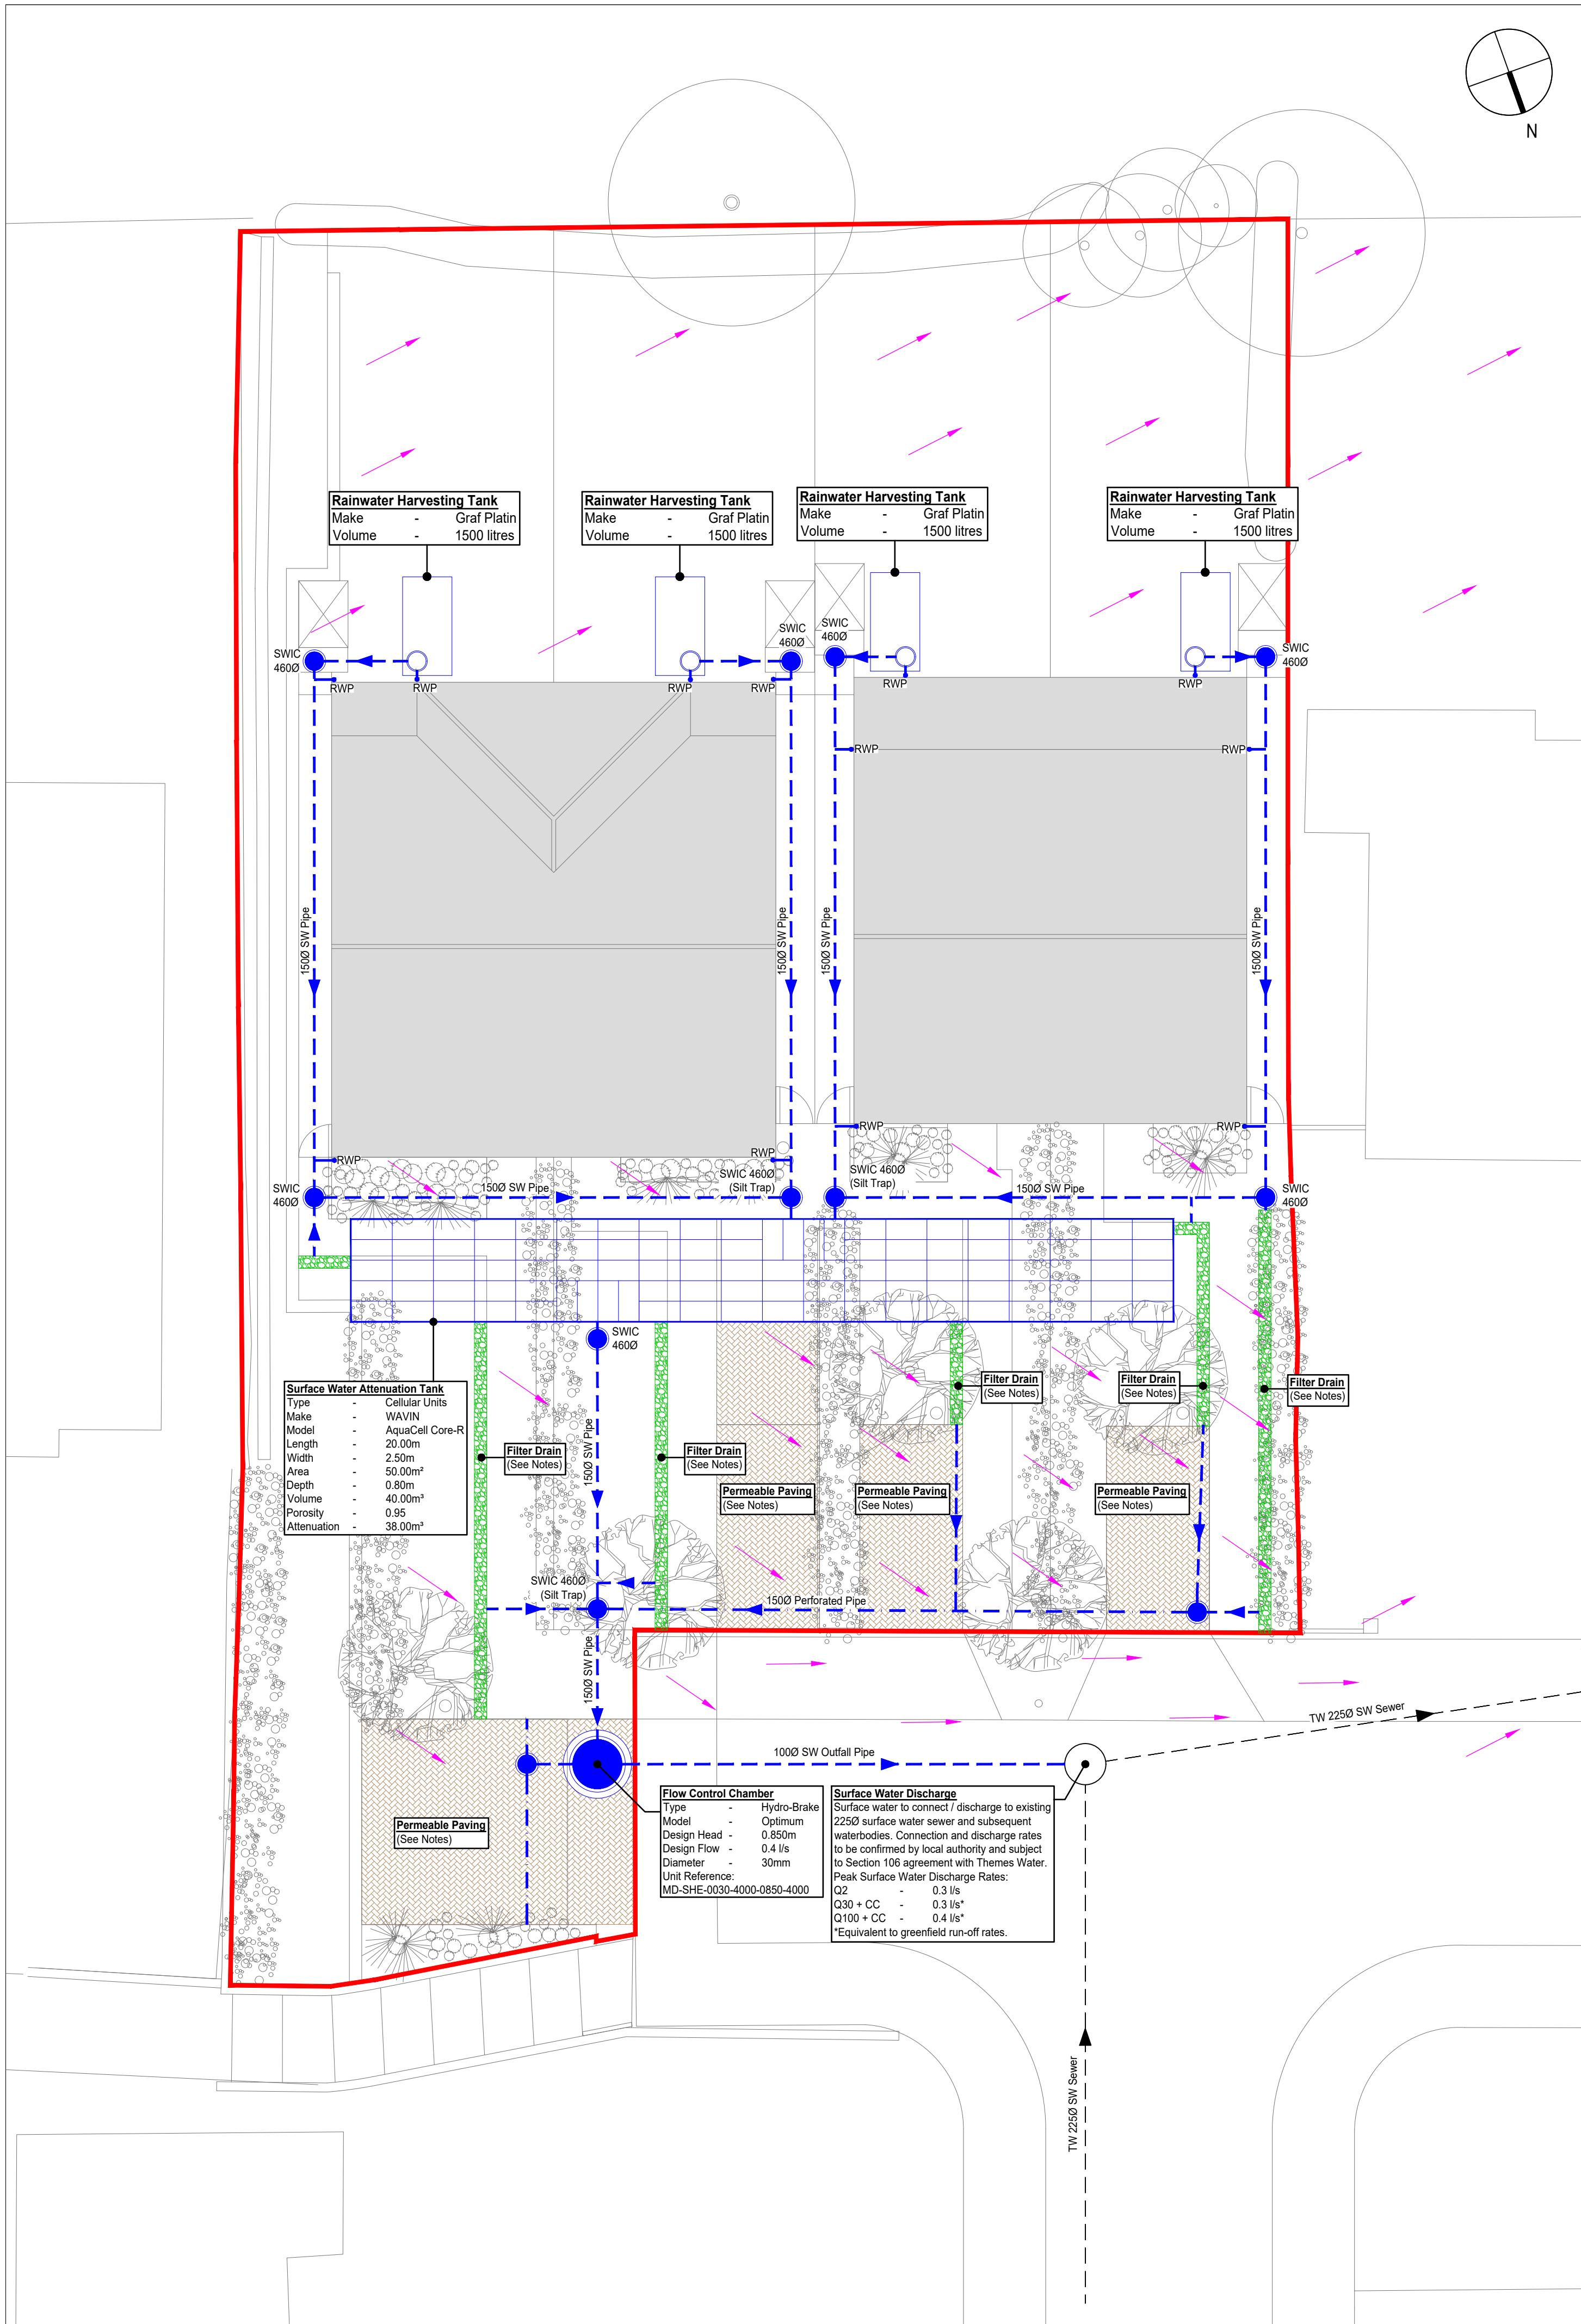 N
Rainwater Harvesting Tank
Make - Graf Platin
Volume - 1500 litres
Rainwater Harvesting Tank
Make - Graf Platin
Volume - 1500 litres
Rainwater Harvesting Tank
Make - Graf Platin
Volume - 1500 litres
Rainwater Harvesting Tank
Make - Graf Platin
Volume - 1500 litres
SWIC
460Ø
SWIC
460Ø
SWIC
460Ø
SWIC
460Ø
RWP
RWP
RWP
RWP
RWP
RWP
RWP
RWP
150Ø SW Pipe
150Ø SW Pipe
150Ø SW Pipe
150Ø SW Pipe
RWP
RWP
RWP
RWP
SWIC
460Ø
150Ø SW Pipe
SWIC 460Ø
(Silt Trap)
SWIC 460Ø
(Silt Trap)
150Ø SW Pipe
SWIC
460Ø
SWIC
460Ø
Surface Water Attenuation Tank
Type - Cellular Units
Make - WAVIN
Model - AquaCell Core-R
Length - 20.00m
Width - 2.50m
Area - 50.00m²
Depth - 0.80m
Volume - 40.00m³
Porosity - 0.95
Attenuation - 38.00m³
Filter Drain
(See Notes)
150Ø SW Pipe
Filter Drain
(See Notes)
Filter Drain
(See Notes)
Filter Drain
(See Notes)
Filter Drain
(See Notes)
Permeable Paving
(See Notes)
Permeable Paving
(See Notes)
Permeable Paving
(See Notes)
SWIC 460Ø
(Silt Trap)
150Ø Perforated Pipe
150Ø SW Pipe
TW 225Ø SW Sewer
100Ø SW Outfall Pipe
Permeable Paving
(See Notes)
Flow Control Chamber
Type - Hydro-Brake
Model - Optimum
Design Head - 0.850m
Design Flow - 0.4 l/s
Diameter - 30mm
Unit Reference:
MD-SHE-0030-4000-0850-4000
Surface Water Discharge
Surface water to connect / discharge to existing
225Ø surface water sewer and subsequent
waterbodies. Connection and discharge rates
to be confirmed by local authority and subject
to Section 106 agreement with Themes Water.
Peak Surface Water Discharge Rates:
Q2 - 0.3 l/s
Q30 + CC - 0.3 l/s*
Q100 + CC - 0.4 l/s*
*Equivalent to greenfield run-off rates.
TW 225Ø SW Sewer